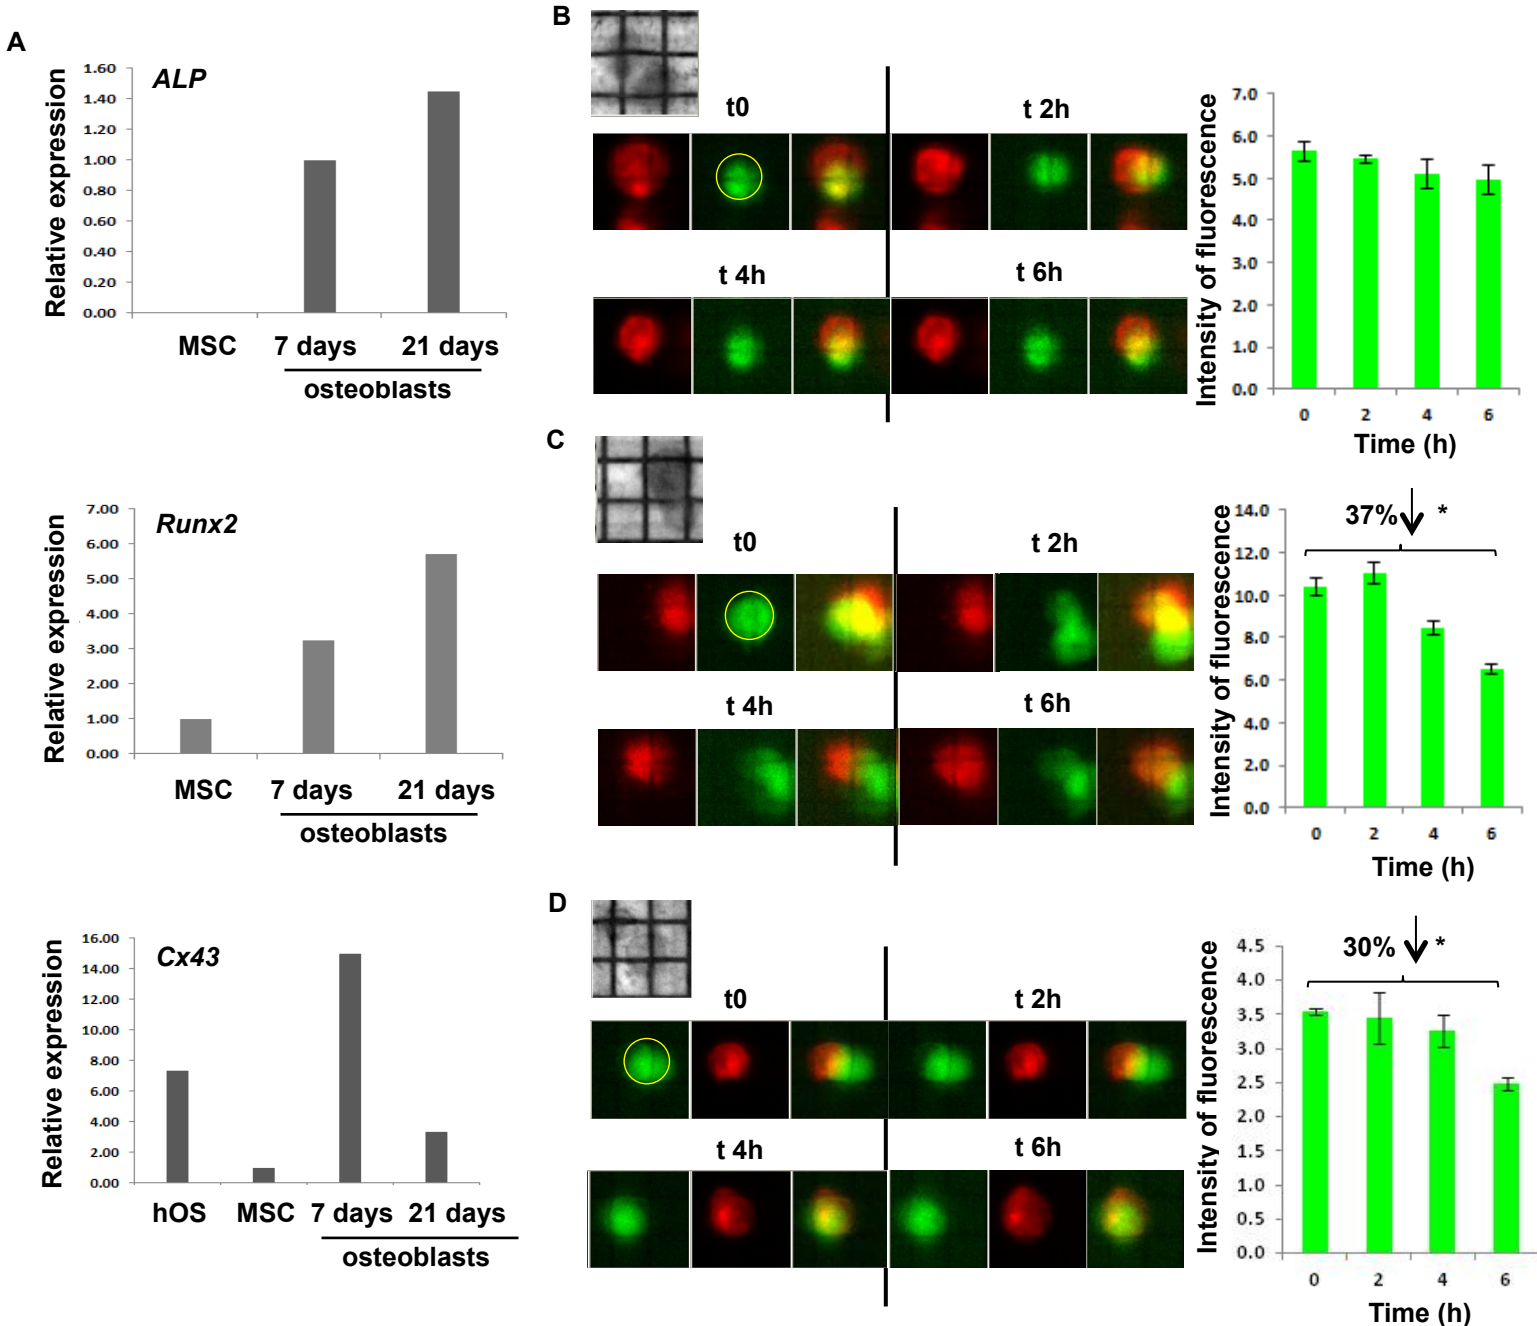 A
ALP
Relative expression
1.60
1.40
1.20
1.00
0.80
0.60
0.40
0.20
0.00
MSC 7 days 21 days
osteoblasts
Runx2
Relative expression
7.00
6.00
5.00
4.00
3.00
2.00
1.00
0.00
MSC 7 days 21 days
osteoblasts
Cx43
Relative expression
16.00
14.00
12.00
10.00
8.00
6.00
4.00
2.00
0.00
hOS MSC 7 days 21 days
osteoblasts
B
t0 t 2h
t 4h t 6h
Intensity of fluorescence
7.0
6.0
5.0
4.0
3.0
2.0
1.0
0.0
0 2 4 6
Time (h)
C
t0 t 2h
t 4h t 6h
37% *
Intensity of fluorescence
14.0
12.0
10.0
8.0
6.0
4.0
2.0
0.0
0 2 4 6
Time (h)
D
t0 t 2h
t 4h t 6h
30% *
Intensity of fluorescence
4.5
4.0
3.5
3.0
2.5
2.0
1.5
1.0
0.5
0.0
0 2 4 6
Time (h)